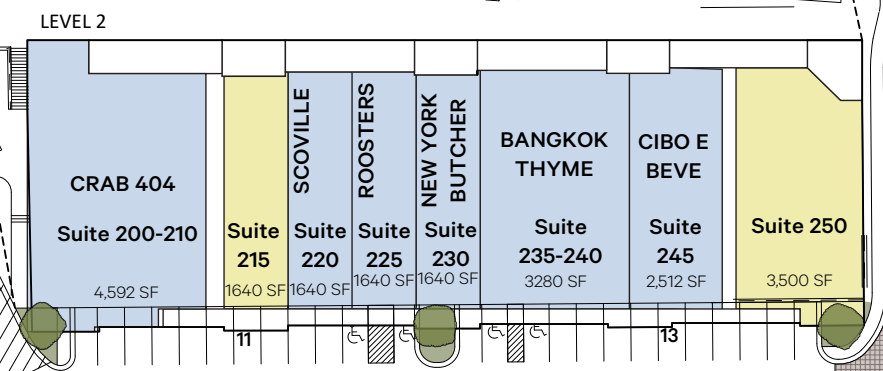 LEVEL 2
CRAB 404
Suite 200-210
4,592 SF
Suite
215
1640 SF
SCOVILLE
Suite
220
1640 SF
ROOSTERS
Suite
225
1640 SF
NEW YORK
BUTCHER
Suite
230
1640 SF
BANGKOK
THYME
Suite
235-240
3280 SF
CIBO E
BEVE
Suite
245
2,512 SF
Suite 250
3,500 SF
11
13